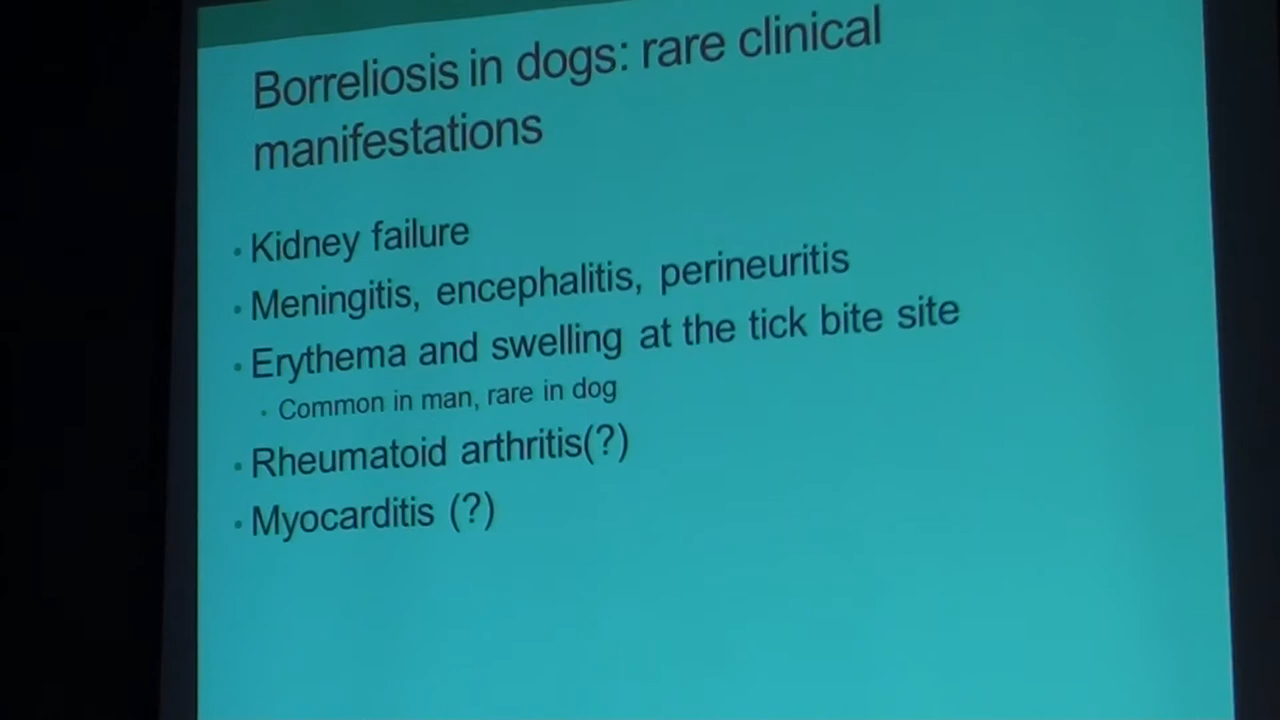 Borreliosis in dogs: rare clinical
manifestations
• Kidney failure
• Meningitis, encephalitis, perineuritis
• Erythema and swelling at the tick bite site
• Common in man, rare in dog
• Rheumatoid arthritis(?)
• Myocarditis (?)